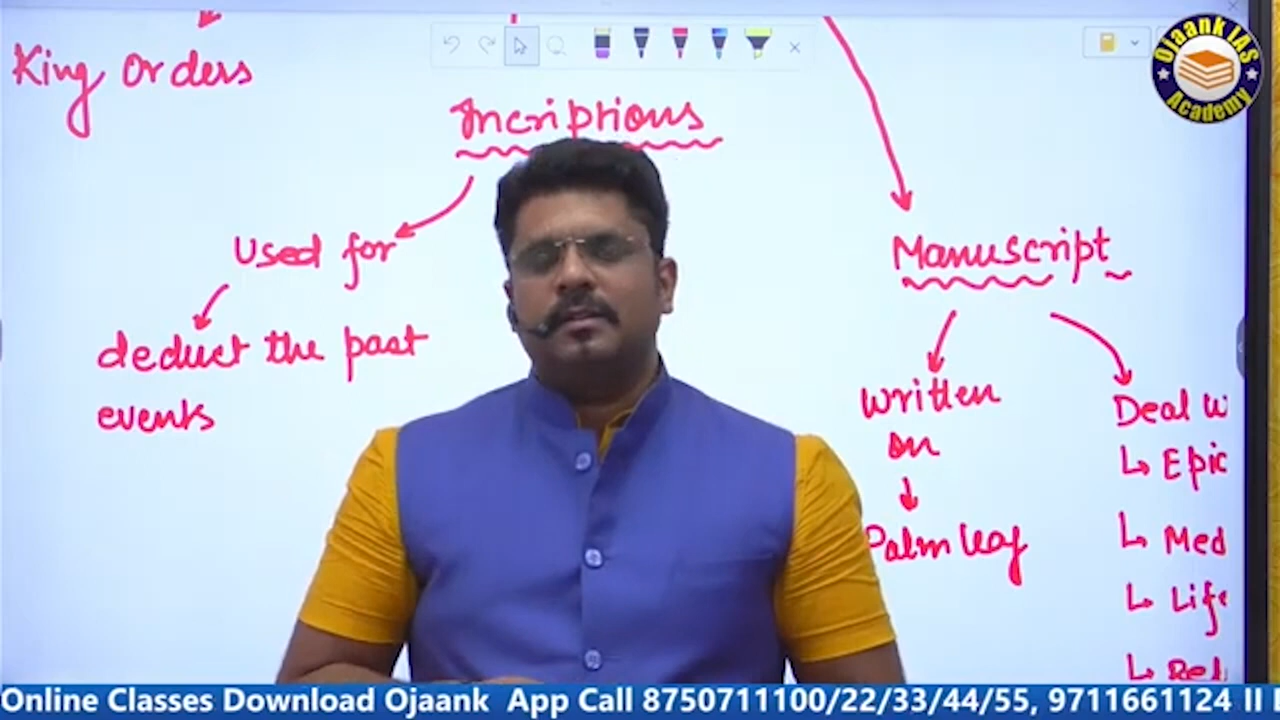 King Orders
Incriptions
Used for
deduct the past
events
Manuscript
Written
on
Palm leaf
Deal w
↳ Epic
↳ Med
↳ Life
↳ Rel
Ojaank IAS
Academy
Online Classes Download Ojaank App Call 8750711100/22/33/44/55, 9711661124 II